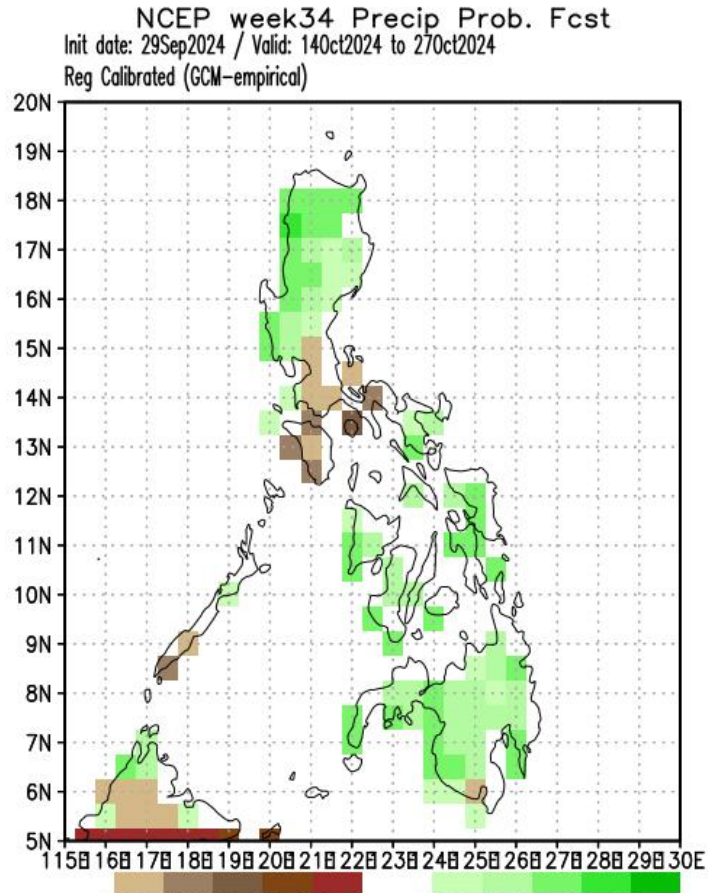 NCEP week34 Precip Prob. Fcst
Init date: 29Sep2024 / Valid: 14Oct2024 to 27Oct2024
Reg Calibrated (GCM-empirical)
20N
19N
18N
17N
16N
15N
14N
13N
12N
11N
10N
9N
8N
7N
6N
5N
115E 116E 117E 118E 119E 120E 121E 122E 123E 124E 125E 126E 127E 128E 129E 130E